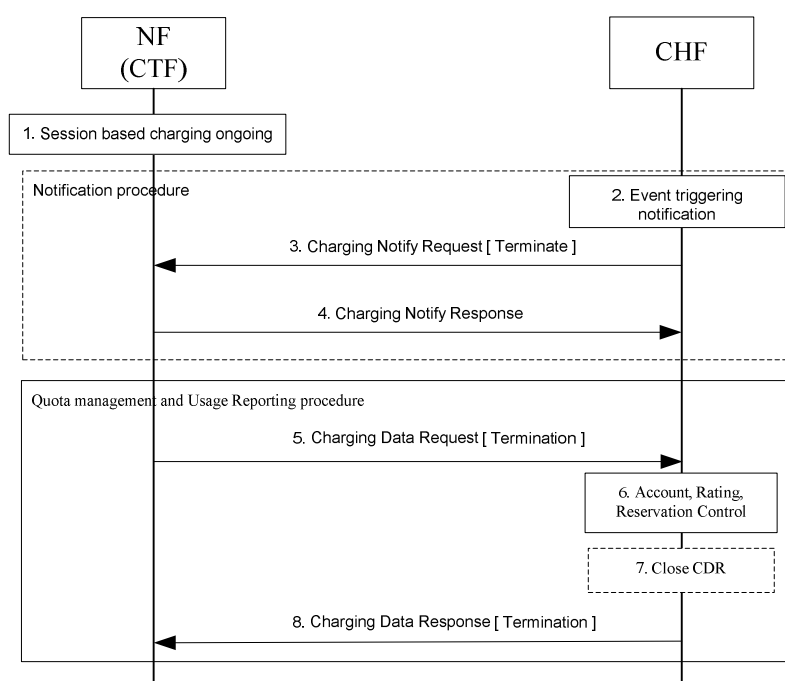 NF
(CTF)
CHF
1. Session based charging ongoing
Notification procedure
2. Event triggering
notification
3. Charging Notify Request [ Terminate ]
4. Charging Notify Response
Quota management and Usage Reporting procedure
5. Charging Data Request [ Termination ]
6. Account, Rating,
Reservation Control
7. Close CDR
8. Charging Data Response [ Termination ]